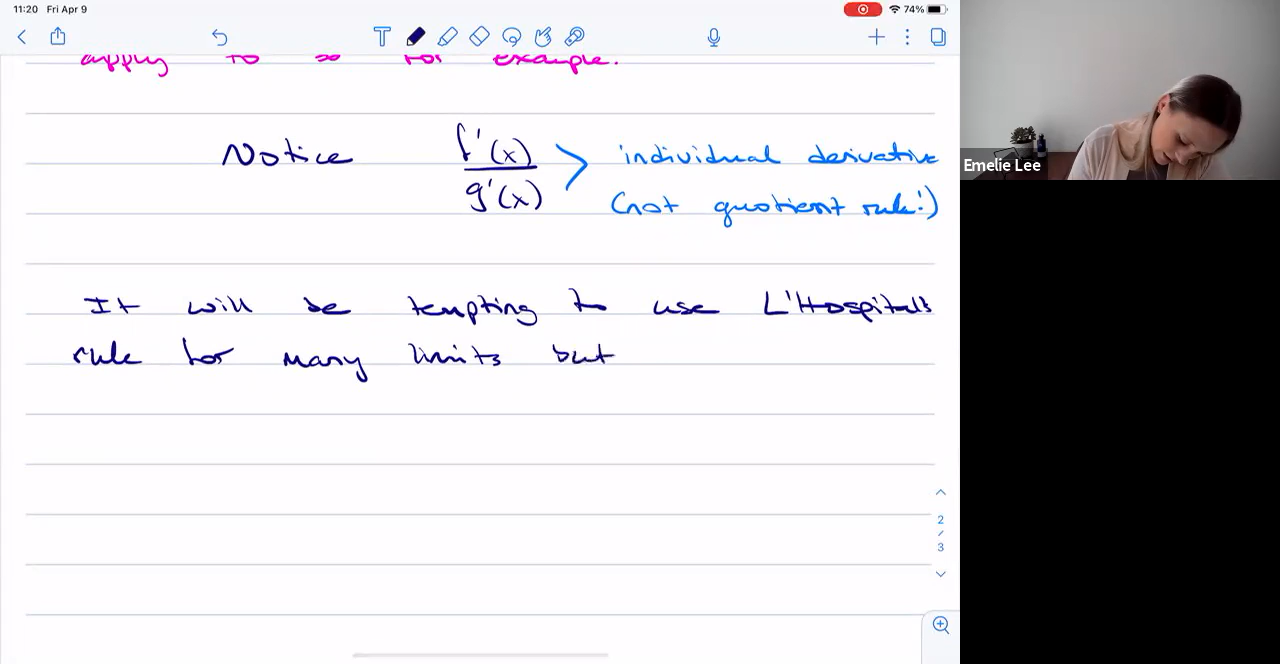 11:20 Fri Apr 9
74%
apply to so for example.
Notice f'(x) / g'(x) > individual derivative
(not quotient rule!)
It will be tempting to use L'Hospitals
rule for many limits but
Emelie Lee
2
/
3